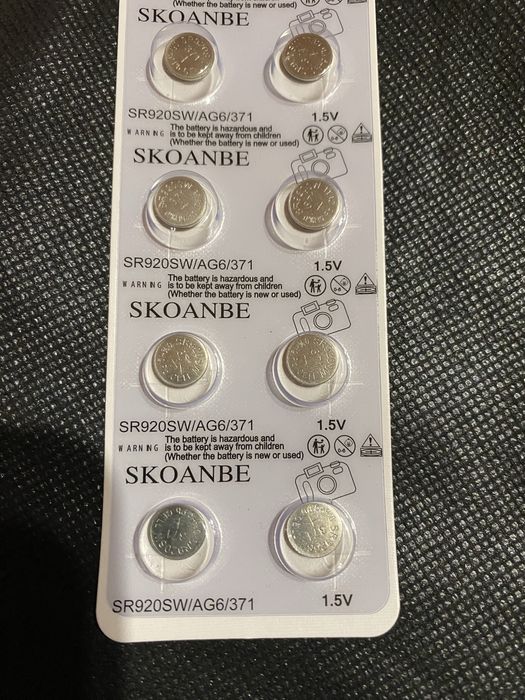 (Whether the battery is new or used)
SKOANBE
SR920SW/AG6/371 1.5V
WARNING The battery is hazardous and
is to be kept away from children
(Whether the battery is new or used)
SKOANBE
SR920SW/AG6/371 1.5V
WARNING The battery is hazardous and
is to be kept away from children
(Whether the battery is new or used)
SKOANBE
SR920SW/AG6/371 1.5V
WARNING The battery is hazardous and
is to be kept away from children
(Whether the battery is new or used)
SKOANBE
SR920SW/AG6/371 1.5V